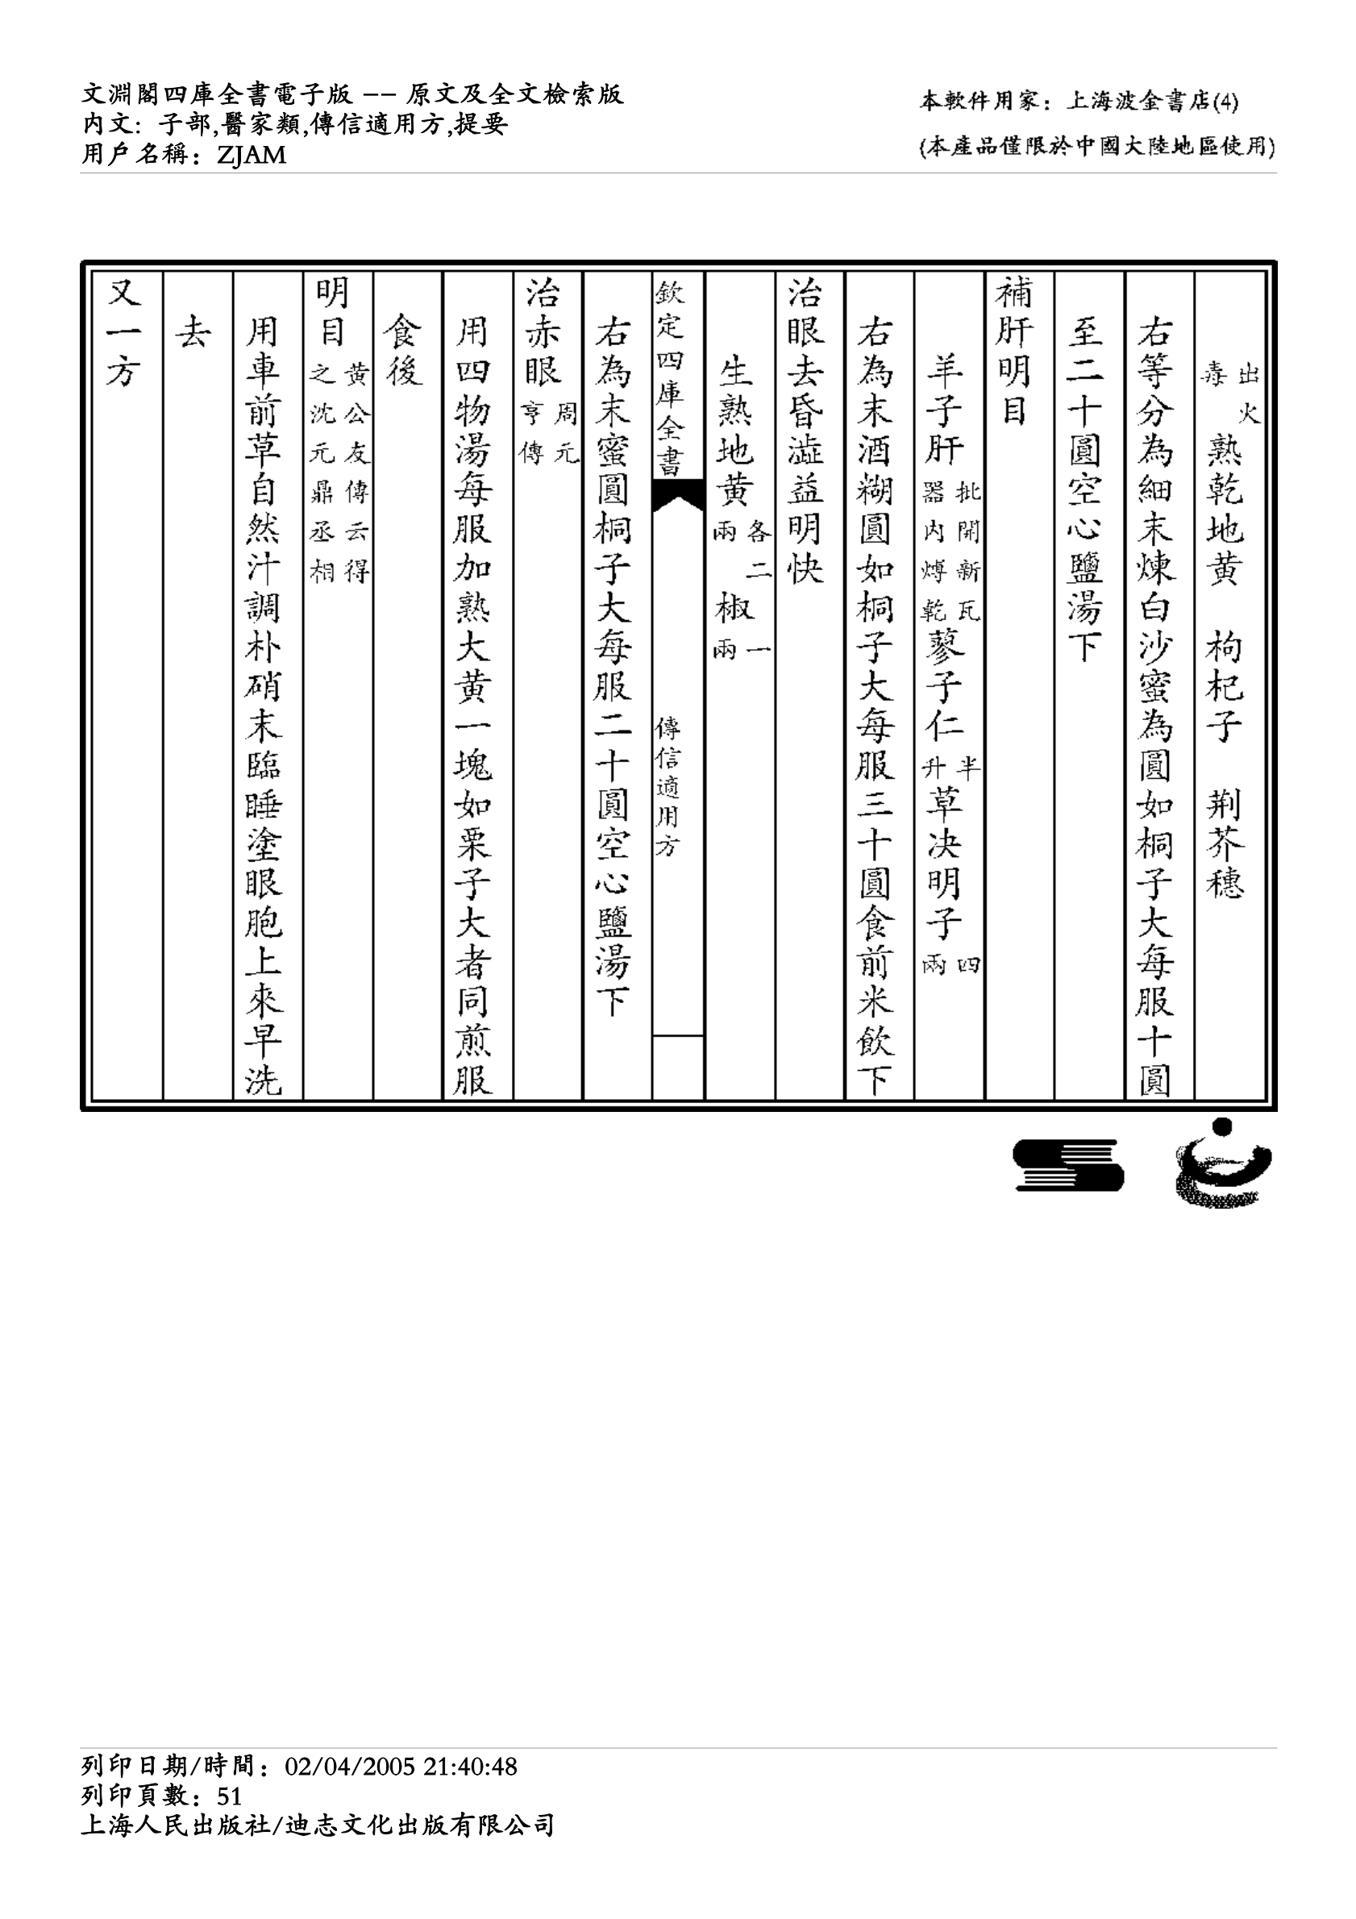 文淵閣四庫全書電子版 —— 原文及全文檢索版
內文: 子部,醫家類,傳信適用方,提要
用戶名稱: ZJAM
本軟件用家: 上海波金書店(4)
(本產品僅限於中國大陸地區使用)
出火毒熟乾地黄 枸杞子 荆芥穗
右等分為細末煉白沙蜜為圓如桐子大每服十圓
至二十圓空心鹽湯下
補肝明目
羊子肝批開新瓦器内煿乾蓼子仁半升草决明子四兩
右為末酒糊圓如桐子大每服三十圓食前米飲下
治眼去昏澁益明快
生熟地黄各二兩椒一兩
欽定四庫全書 傳信適用方
右為末蜜圓桐子大每服二十圓空心鹽湯下
治赤眼周元亨傳
用四物湯每服加熟大黄一塊如栗子大者同煎服
食後
明目黄公友傳云得之沈元鼎丞相
用車前草自然汁調朴硝末臨睡塗眼胞上來早洗
去
又一方
列印日期/時間: 02/04/2005 21:40:48
列印頁數: 51
上海人民出版社/迪志文化出版有限公司